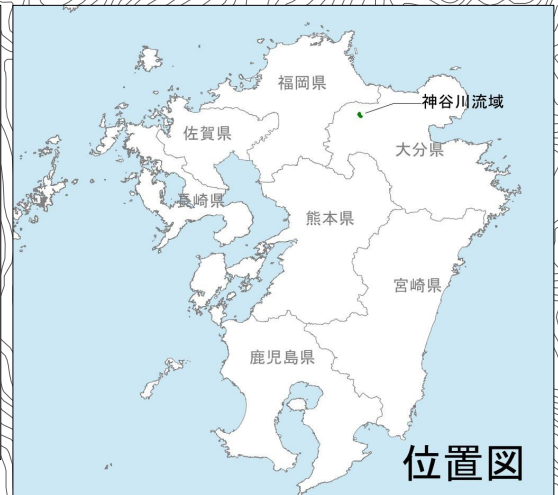 福岡県
神谷川流域
佐賀県
大分県
長崎県
熊本県
宮崎県
鹿児島県
位置図